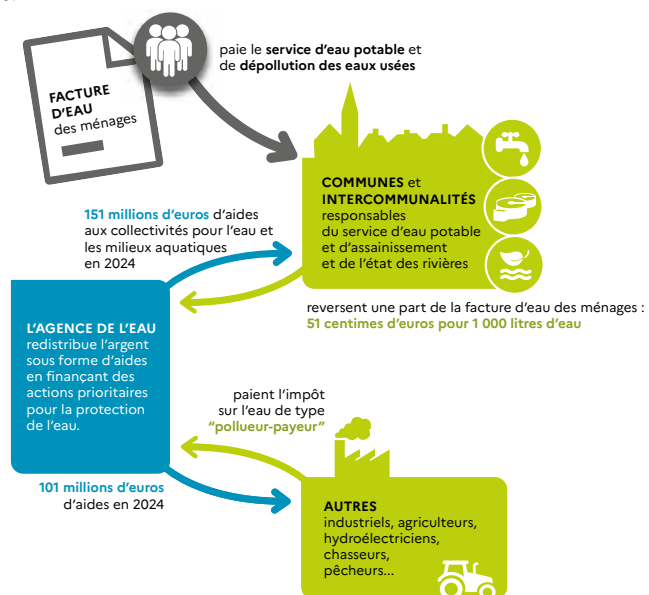 paie le service d'eau potable et
de dépollution des eaux usées
FACTURE
D'EAU
des ménages
COMMUNES et
INTERCOMMUNALITÉS
responsables
du service d'eau potable
et d'assainissement
et de l'état des rivières
151 millions d'euros d'aides
aux collectivités pour l'eau et
les milieux aquatiques
en 2024
reversent une part de la facture d'eau des ménages :
51 centimes d'euros pour 1 000 litres d'eau
L'AGENCE DE L'EAU
redistribue l'argent
sous forme d'aides
en finançant des
actions prioritaires
pour la protection
de l'eau.
paient l'impôt
sur l'eau de type
"pollueur-payeur"
101 millions d'euros
d'aides en 2024
AUTRES
industriels, agriculteurs,
hydroélectriciens,
chasseurs,
pêcheurs...